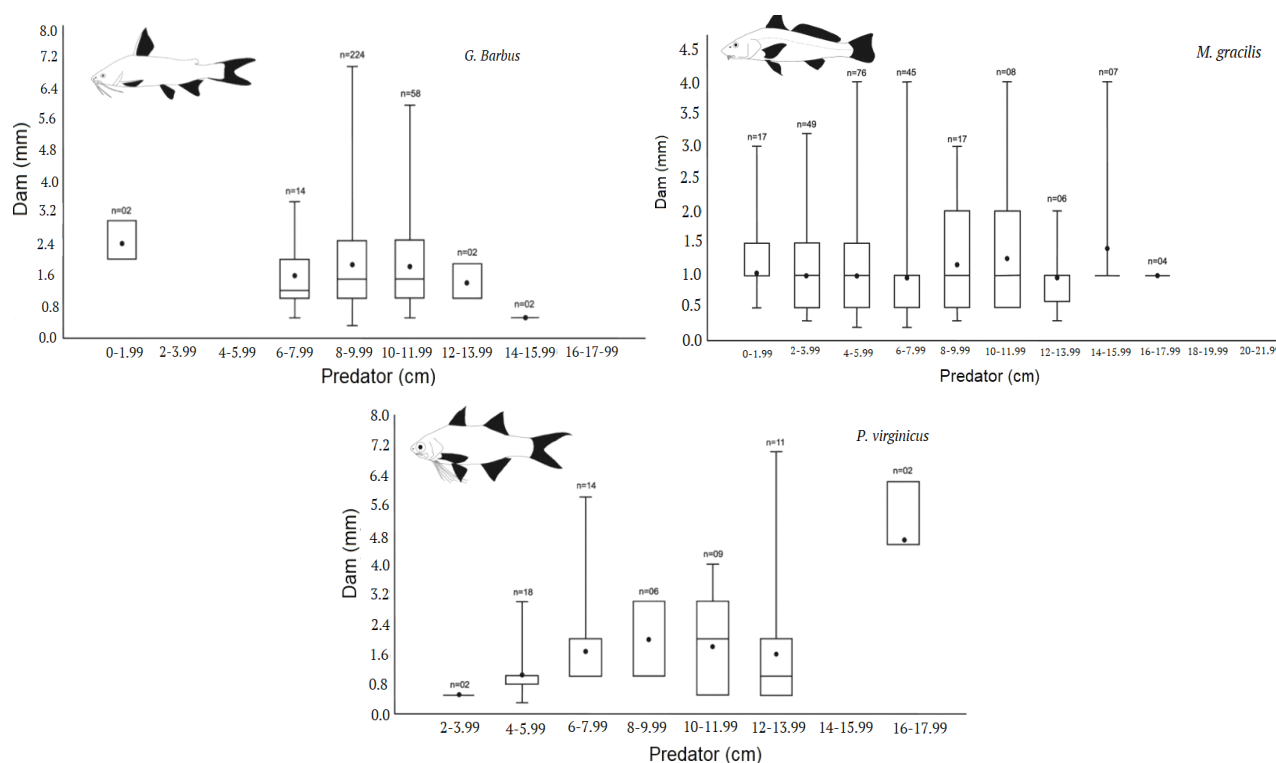 G. Barbus
Dam (mm)
8.0
7.2
6.4
5.6
4.8
4.0
3.2
2.4
1.6
0.8
0.0
n=02
n=14
n=224
n=58
n=02
n=02
0-1.99 2-3,99 4-5,99 6-7.99 8-9.99 10-11.99 12-13.99 14-15.99 16-17-99
Predator (cm)
M. gracilis
Dam (mm)
4.5
4.0
3.5
3.0
2.5
2.0
1.5
1.0
0.5
0.0
n=17
n=49
n=76
n=45
n=17
n=08
n=06
n=07
n=04
0-1.99 2-3.99 4-5.99 6-7.99 8-9.99 10-11.99 12-13.99 14-15.99 16-17.99 18-19.99 20-21.9
Predator (cm)
P. virginicus
Dam (mm)
8.0
7.2
6.4
5.6
4.8
4.0
3.2
2.4
1.6
0.8
0.0
n=02
n=18
n=14
n=06
n=09
n=11
n=02
2-3.99 4-5.99 6-7.99 8-9.99 10-11.99 12-13.99 14-15.99 16-17.99
Predator (cm)